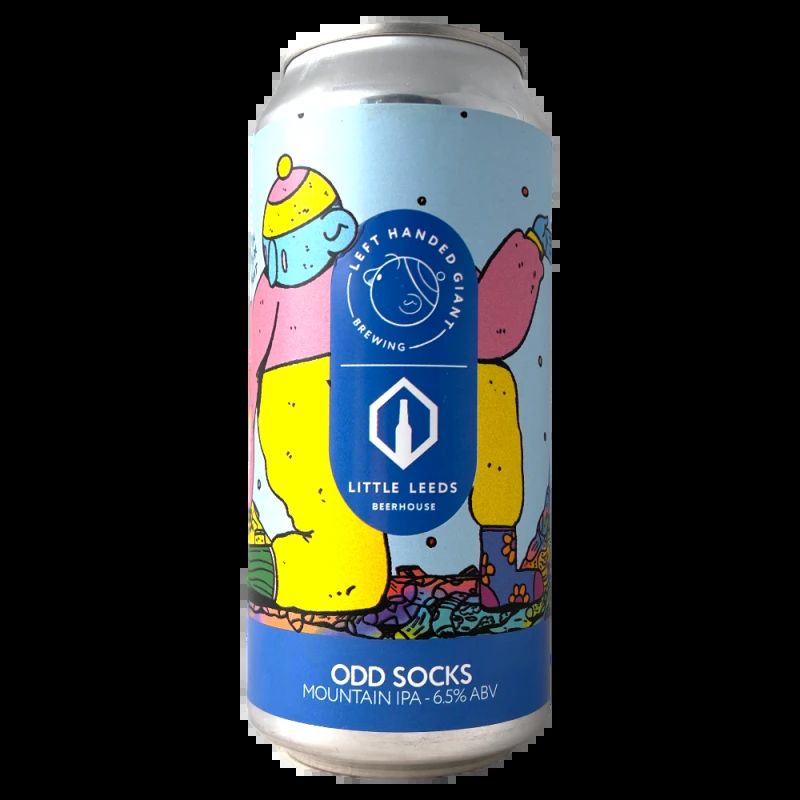 LEFT HANDED GIANT
BREWING
LITTLE LEEDS
BEERHOUSE
ODD SOCKS
MOUNTAIN IPA - 6.5% ABV